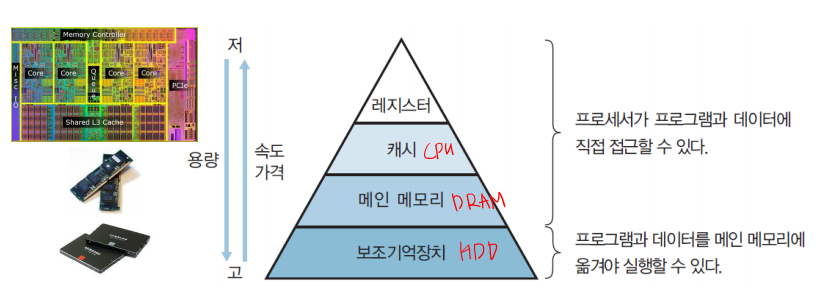 Memory Controller
Misc IO
Core
Core
Queue
Core
Core
PCIe
Shared L3 Cache
저
용량
속도
가격
고
레지스터
캐시 CPU
메인 메모리 DRAM
보조기억장치 HDD
프로세서가 프로그램과 데이터에
직접 접근할 수 있다.
프로그램과 데이터를 메인 메모리에
옮겨야 실행할 수 있다.